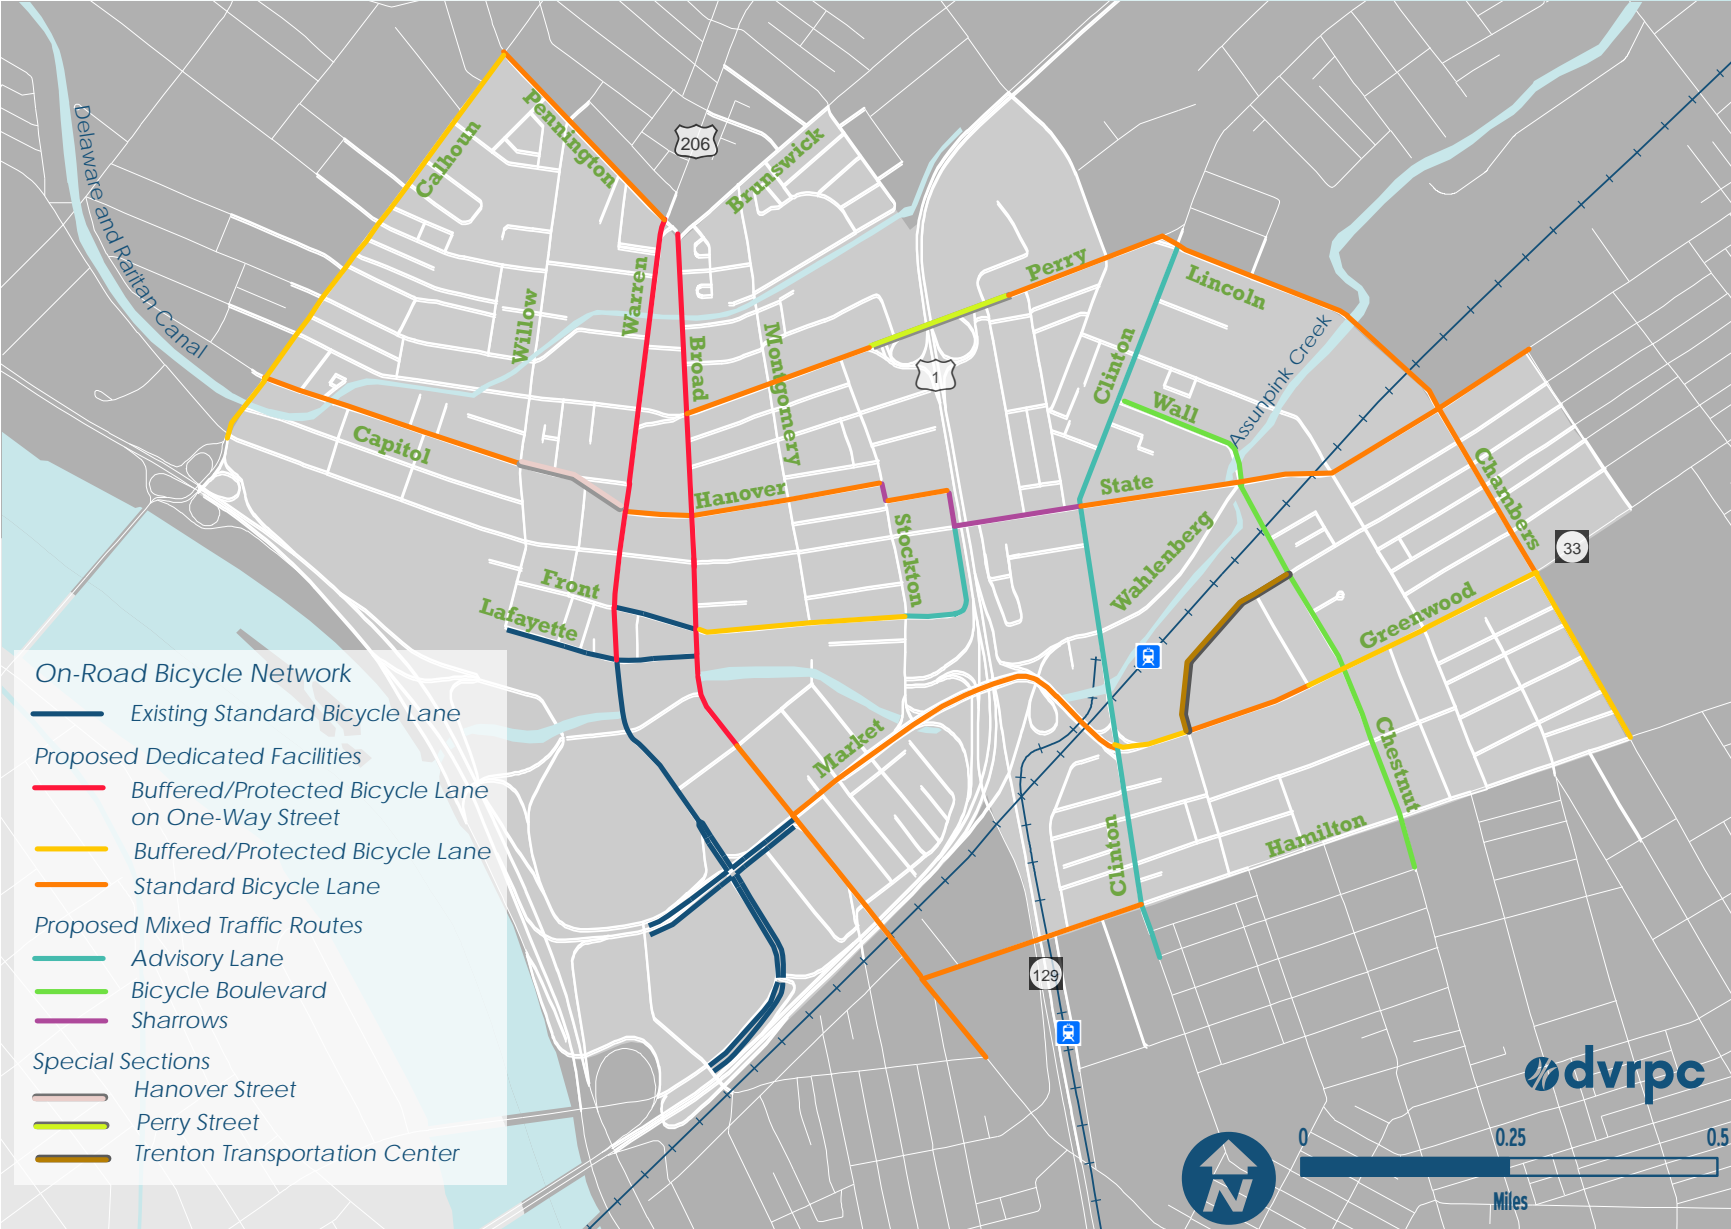 Pennington
206
Brunswick
Calhoun
Delaware and Raritan Canal
Perry
Lincoln
Willow
Warren
Broad
Montgomery
1
Clinton
Wall
Assunpink Creek
Capitol
Hanover
State
Chambers
Stockton
Wahlenberg
33
Front
Lafayette
Greenwood
Market
Chestnut
Hamilton
Clinton
129
On-Road Bicycle Network
Existing Standard Bicycle Lane
Proposed Dedicated Facilities
Buffered/Protected Bicycle Lane
on One-Way Street
Buffered/Protected Bicycle Lane
Standard Bicycle Lane
Proposed Mixed Traffic Routes
Advisory Lane
Bicycle Boulevard
Sharrows
Special Sections
Hanover Street
Perry Street
Trenton Transportation Center
dvrpc
N
0 0.25 0.5
Miles